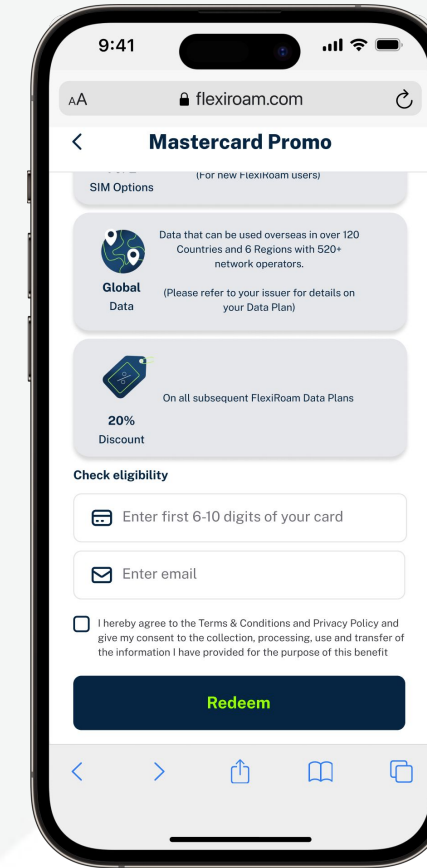 9:41
AA
flexiroam.com
Mastercard Promo
SIM Options
(For new FlexiRoam users)
Data that can be used overseas in over 120
Countries and 6 Regions with 520+
network operators.
Global
Data
(Please refer to your issuer for details on
your Data Plan)
%
On all subsequent FlexiRoam Data Plans
20%
Discount
Check eligibility
Enter first 6-10 digits of your card
Enter email
I hereby agree to the Terms & Conditions and Privacy Policy and
give my consent to the collection, processing, use and transfer of
the information I have provided for the purpose of this benefit
Redeem